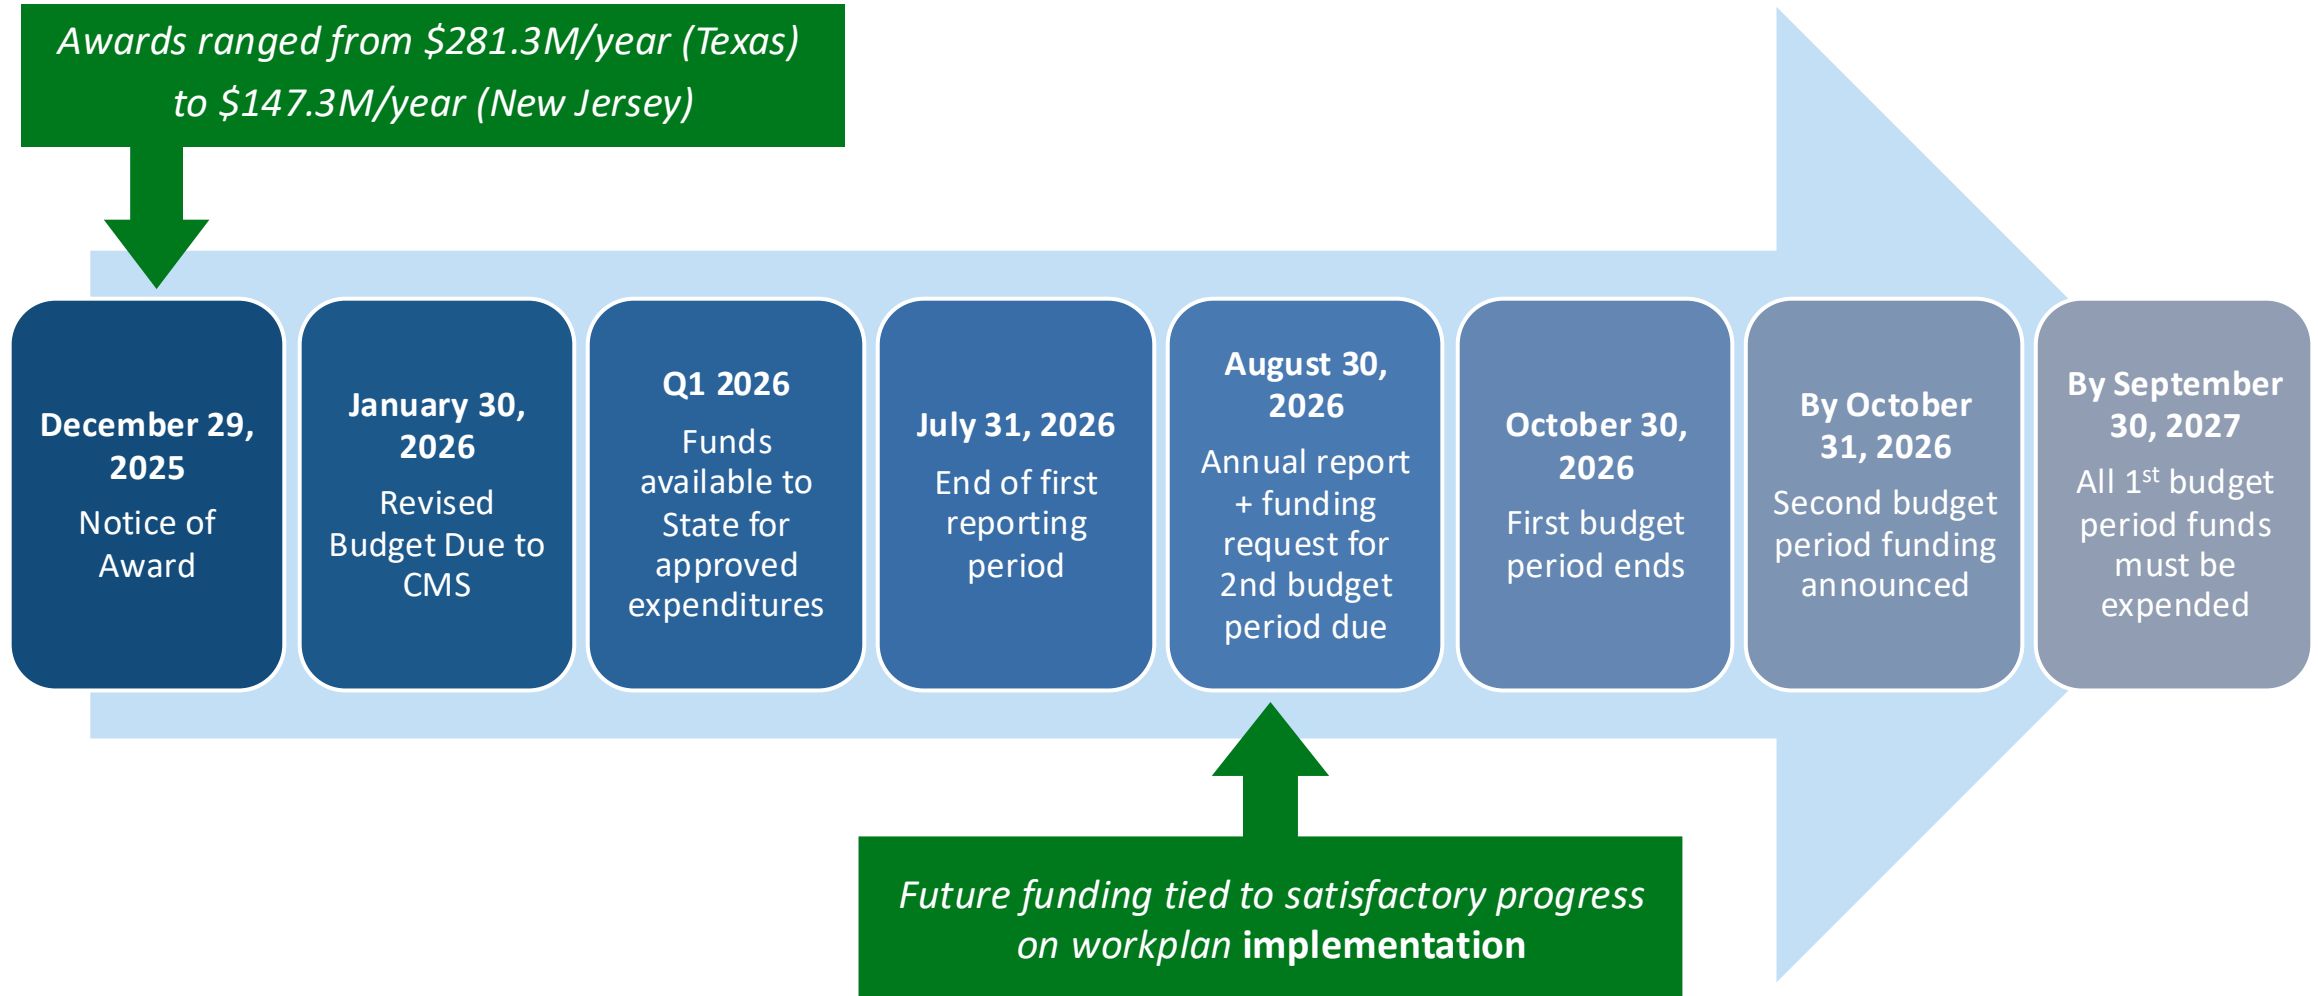 Awards ranged from $281.3M/year (Texas)
to $147.3M/year (New Jersey)
December 29,
2025
Notice of
Award
January 30,
2026
Revised
Budget Due to
CMS
Q1 2026
Funds
available to
State for
approved
expenditures
July 31, 2026
End of first
reporting
period
August 30,
2026
Annual report
+ funding
request for
2nd budget
period due
October 30,
2026
First budget
period ends
By October
31, 2026
Second budget
period funding
announced
By September
30, 2027
All 1st budget
period funds
must be
expended
Future funding tied to satisfactory progress
on workplan implementation